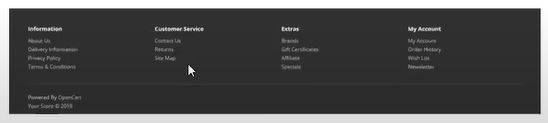 Information
About Us
Delivery Information
Privacy Policy
Terms & Conditions
Customer Service
Contact Us
Returns
Site Map
Extras
Brands
Gift Certificates
Affiliate
Specials
My Account
My Account
Order History
Wish List
Newsletter
Powered By OpenCart
Your Store © 2018